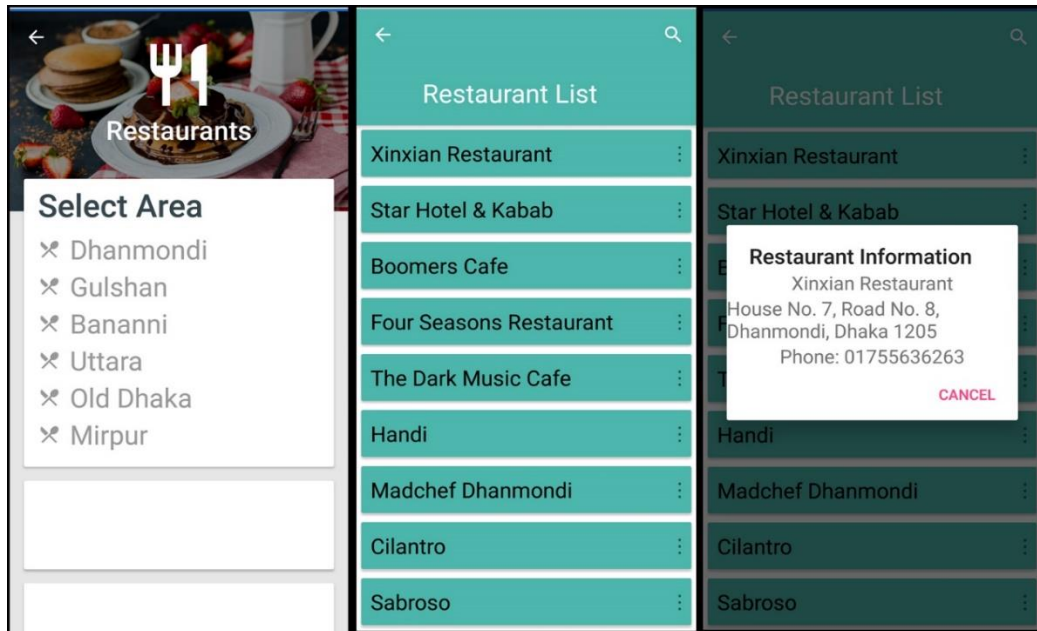 Restaurants
Select Area
Dhanmondi
Gulshan
Bananni
Uttara
Old Dhaka
Mirpur
Restaurant List
Xinxian Restaurant
Star Hotel & Kabab
Boomers Cafe
Four Seasons Restaurant
The Dark Music Cafe
Handi
Madchef Dhanmondi
Cilantro
Sabroso
Restaurant List
Xinxian Restaurant
Star Hotel & Kabab
Restaurant Information
Xinxian Restaurant
House No. 7, Road No. 8,
Dhanmondi, Dhaka 1205
Phone: 01755636263
CANCEL
Handi
Madchef Dhanmondi
Cilantro
Sabroso